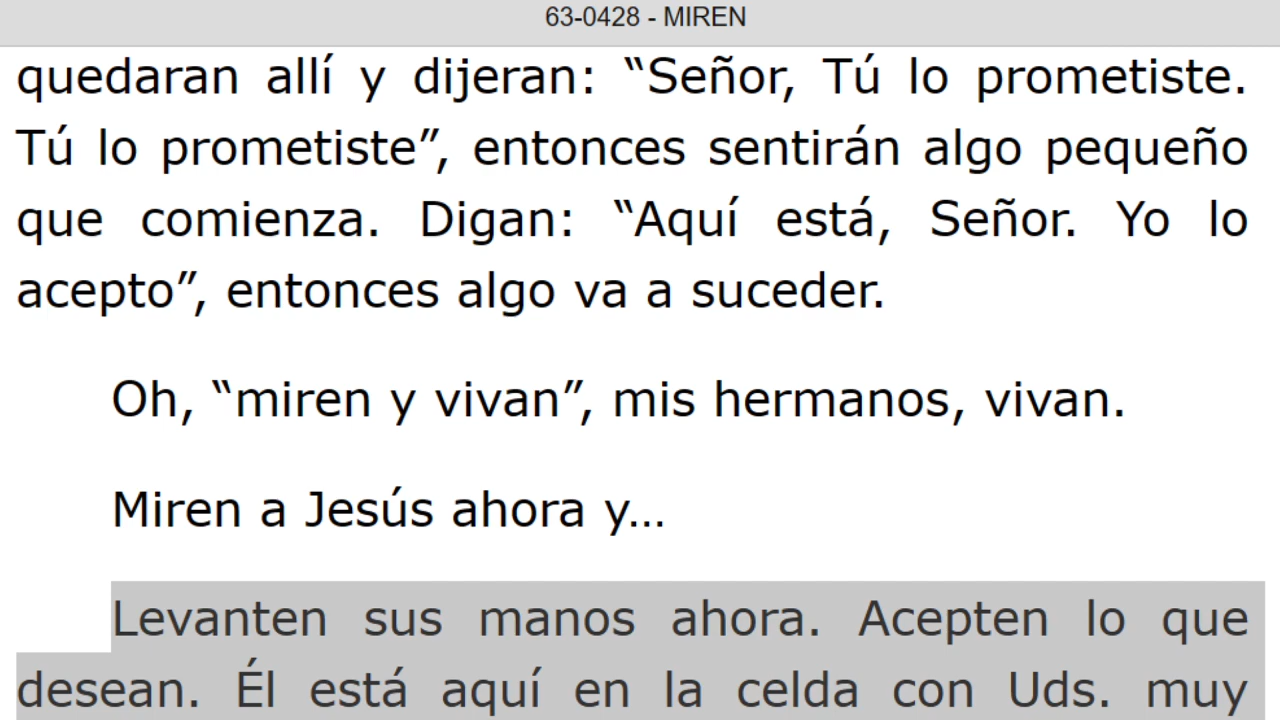 63-0428 - MIREN
quedaran allí y dijeran: “Señor, Tú lo prometiste.
Tú lo prometiste”, entonces sentirán algo pequeño
que comienza. Digan: “Aquí está, Señor. Yo lo
acepto”, entonces algo va a suceder.
Oh, “miren y vivan”, mis hermanos, vivan.
Miren a Jesús ahora y…
Levanten sus manos ahora. Acepten lo que
desean. Él está aquí en la celda con Uds. muy